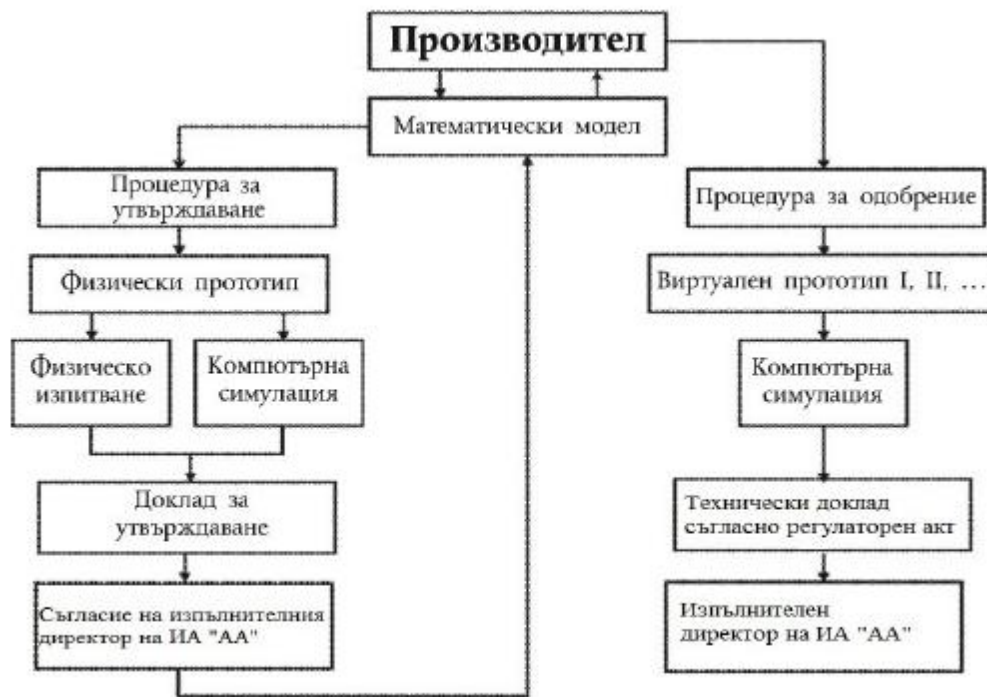 Производител
Математически модел
Процедура за
утвърждаване
Физически прототип
Физическо
изпитване
Компютърна
симулация
Доклад за
утвърждаване
Съгласие на изпълнителния
директор на ИА "АА"
Процедура за одобрение
Виртуален прототип I, II, …
Компютърна
симулация
Технически доклад
съгласно регулаторен акт
Изпълнителен
директор на ИА "АА"